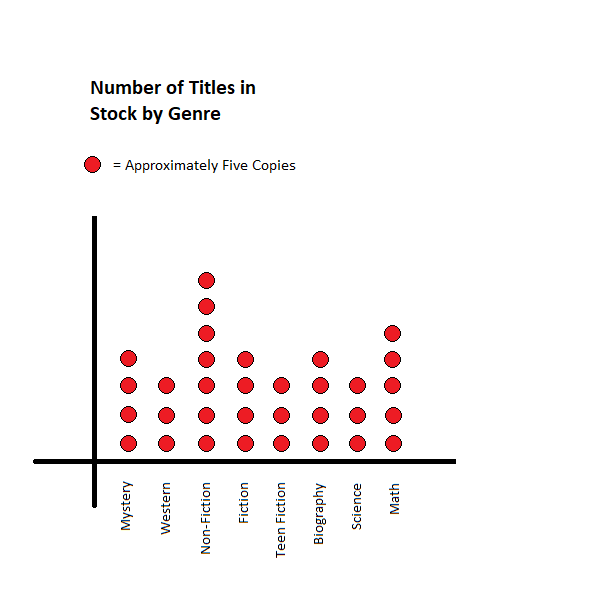 Number of Titles in
Stock by Genre
= Approximately Five Copies
Mystery
Western
Non-Fiction
Fiction
Teen Fiction
Biography
Science
Math